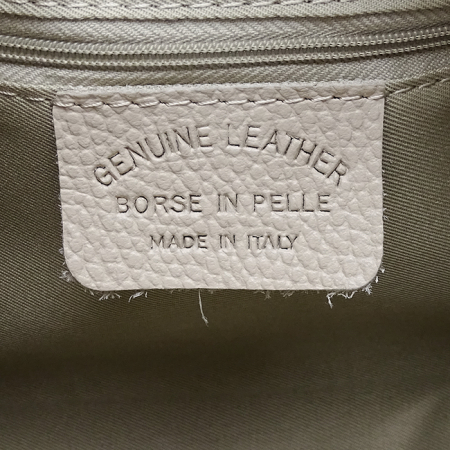 GENUINE LEATHER
BORSE IN PELLE
MADE IN ITALY